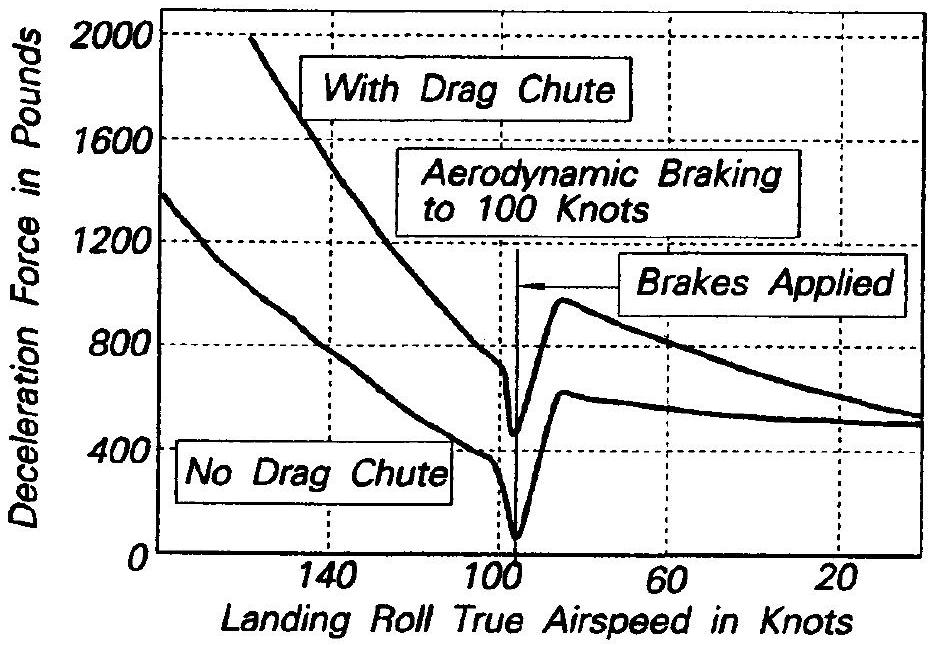 Deceleration Force in Pounds
2000
1600
1200
800
400
0
With Drag Chute
Aerodynamic Braking
to 100 Knots
Brakes Applied
No Drag Chute
140 100 60 20
Landing Roll True Airspeed in Knots